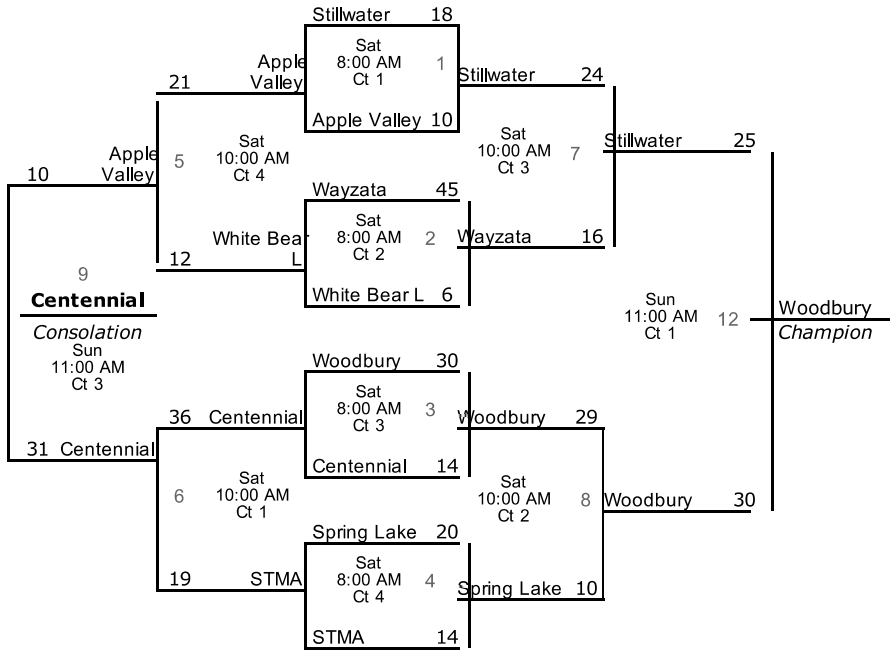 Stillwater 18
Sat
8:00 AM
Ct 1
1
Apple Valley 10
21 Apple
Valley
Stillwater 24
Sat
10:00 AM
Ct 4
5
Sat
10:00 AM
Ct 3
7
Stillwater 25
10 Apple
Valley
Wayzata 45
Sat
8:00 AM
Ct 2
2
White Bear L 6
12 White Bear
L
Wayzata 16
9
Centennial
Consolation
Sun
11:00 AM
Ct 3
Sun
11:00 AM
Ct 1
12
Woodbury
Champion
Woodbury 30
Sat
8:00 AM
Ct 3
3
Centennial 14
36 Centennial
Woodbury 29
31 Centennial
6
Sat
10:00 AM
Ct 1
Sat
10:00 AM
Ct 2
8
Woodbury 30
Spring Lake 20
Sat
8:00 AM
Ct 4
4
STMA 14
19 STMA
Spring Lake 10